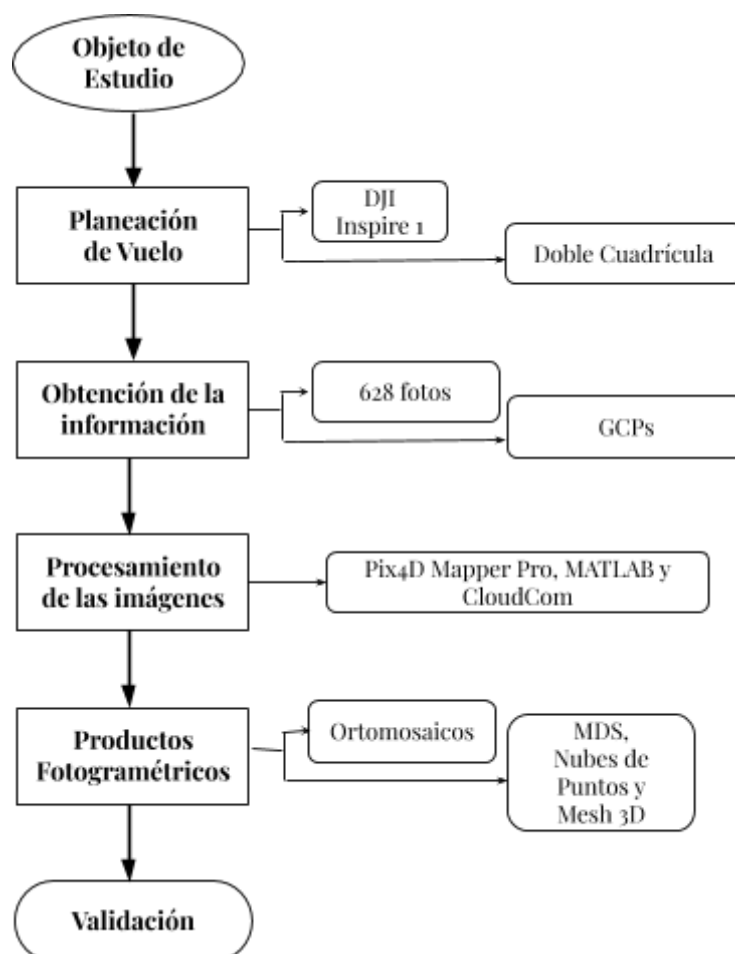 Objeto de
Estudio
Planeación
de Vuelo
DJI
Inspire 1
Doble Cuadrícula
Obtención de la
información
628 fotos
GCPs
Procesamiento
de las imágenes
Pix4D Mapper Pro, MATLAB y
CloudCom
Productos
Fotogramétricos
Ortomosaicos
MDS,
Nubes de
Puntos y
Mesh 3D
Validación